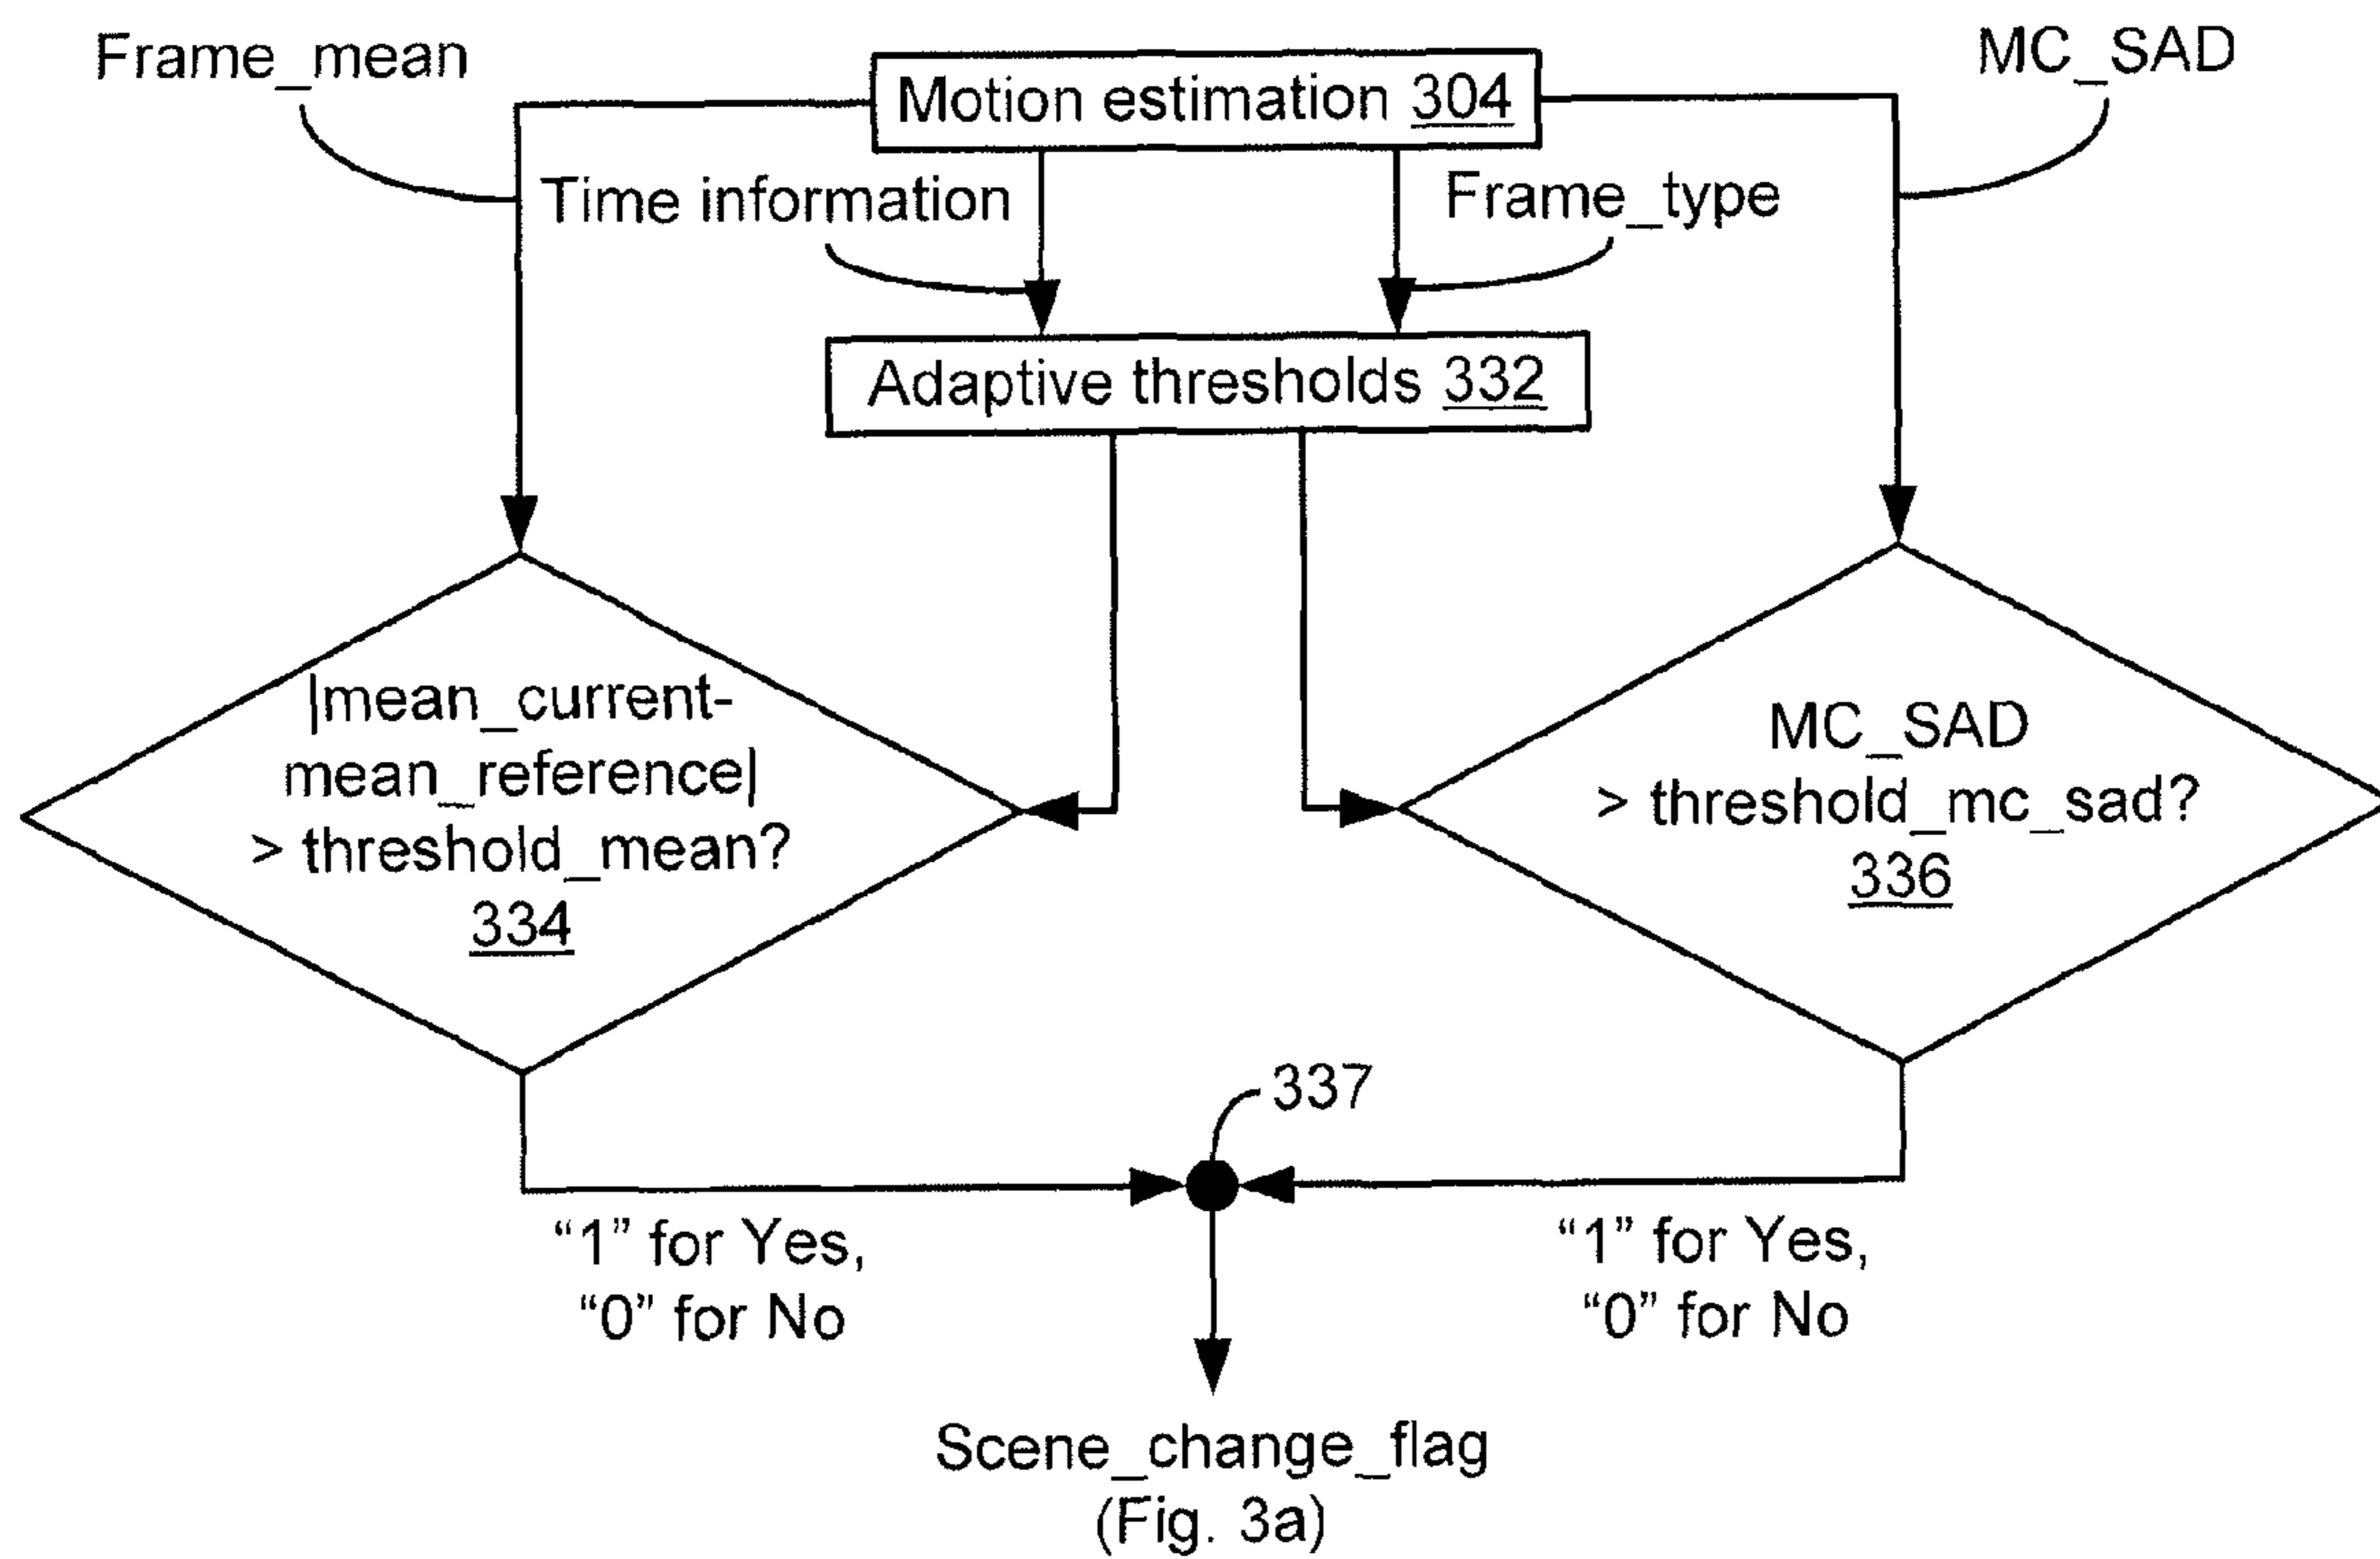 Frame_mean
Motion estimation 304
MC_SAD
Time information
Frame_type
Adaptive thresholds 332
|mean_current-
mean_reference|
> threshold_mean?
334
MC_SAD
> threshold_mc_sad?
336
337
“1” for Yes,
“0” for No
“1” for Yes,
“0” for No
Scene_change_flag
(Fig. 3a)